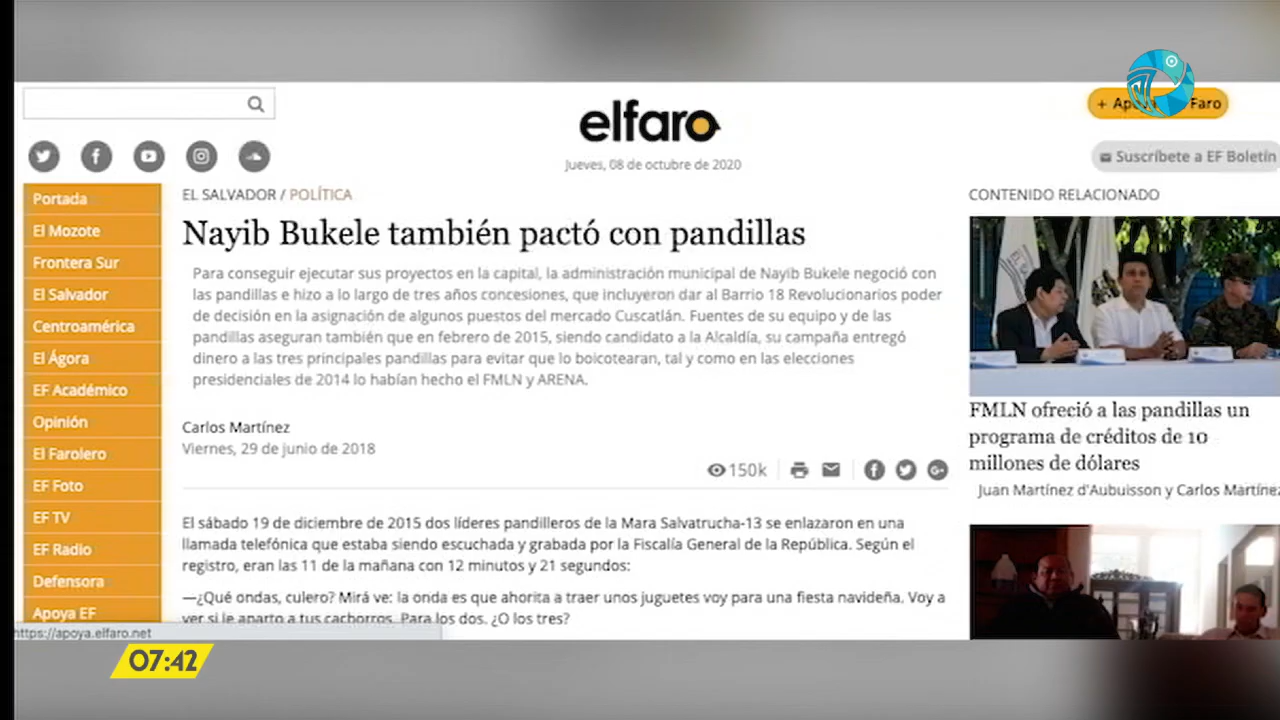 elfaro
+ Ap
Faro
Jueves, 08 de octubre de 2020
Suscríbete a EF Boletín
Portada
El Mozote
Frontera Sur
El Salvador
Centroamérica
El Ágora
EF Académico
Opinión
El Farolero
EF Foto
EF TV
EF Radio
Defensora
Apoya EF
EL SALVADOR / POLÍTICA
Nayib Bukele también pactó con pandillas
Para conseguir ejecutar sus proyectos en la capital, la administración municipal de Nayib Bukele negoció con
las pandillas e hizo a lo largo de tres años concesiones, que incluyeron dar al Barrio 18 Revolucionarios poder
de decisión en la asignación de algunos puestos del mercado Cuscatlán. Fuentes de su equipo y de las
pandillas aseguran también que en febrero de 2015, siendo candidato a la Alcaldía, su campaña entregó
dinero a las tres principales pandillas para evitar que lo boicotearan, tal y como en las elecciones
presidenciales de 2014 lo habían hecho el FMLN y ARENA.
Carlos Martínez
Viernes, 29 de junio de 2018
150k
El sábado 19 de diciembre de 2015 dos líderes pandilleros de la Mara Salvatrucha-13 se enlazaron en una
llamada telefónica que estaba siendo escuchada y grabada por la Fiscalía General de la República. Según el
registro, eran las 11 de la mañana con 12 minutos y 21 segundos:
—¿Qué ondas, culero? Mirá ve: la onda es que ahorita a traer unos juguetes voy para una fiesta navideña. Voy a
ver si le aparto a tus cachorros. Para los dos. ¿O los tres?
CONTENIDO RELACIONADO
FMLN ofreció a las pandillas un
programa de créditos de 10
millones de dólares
Juan Martínez d'Aubuisson y Carlos Martínez
https://apoya.elfaro.net
07:42